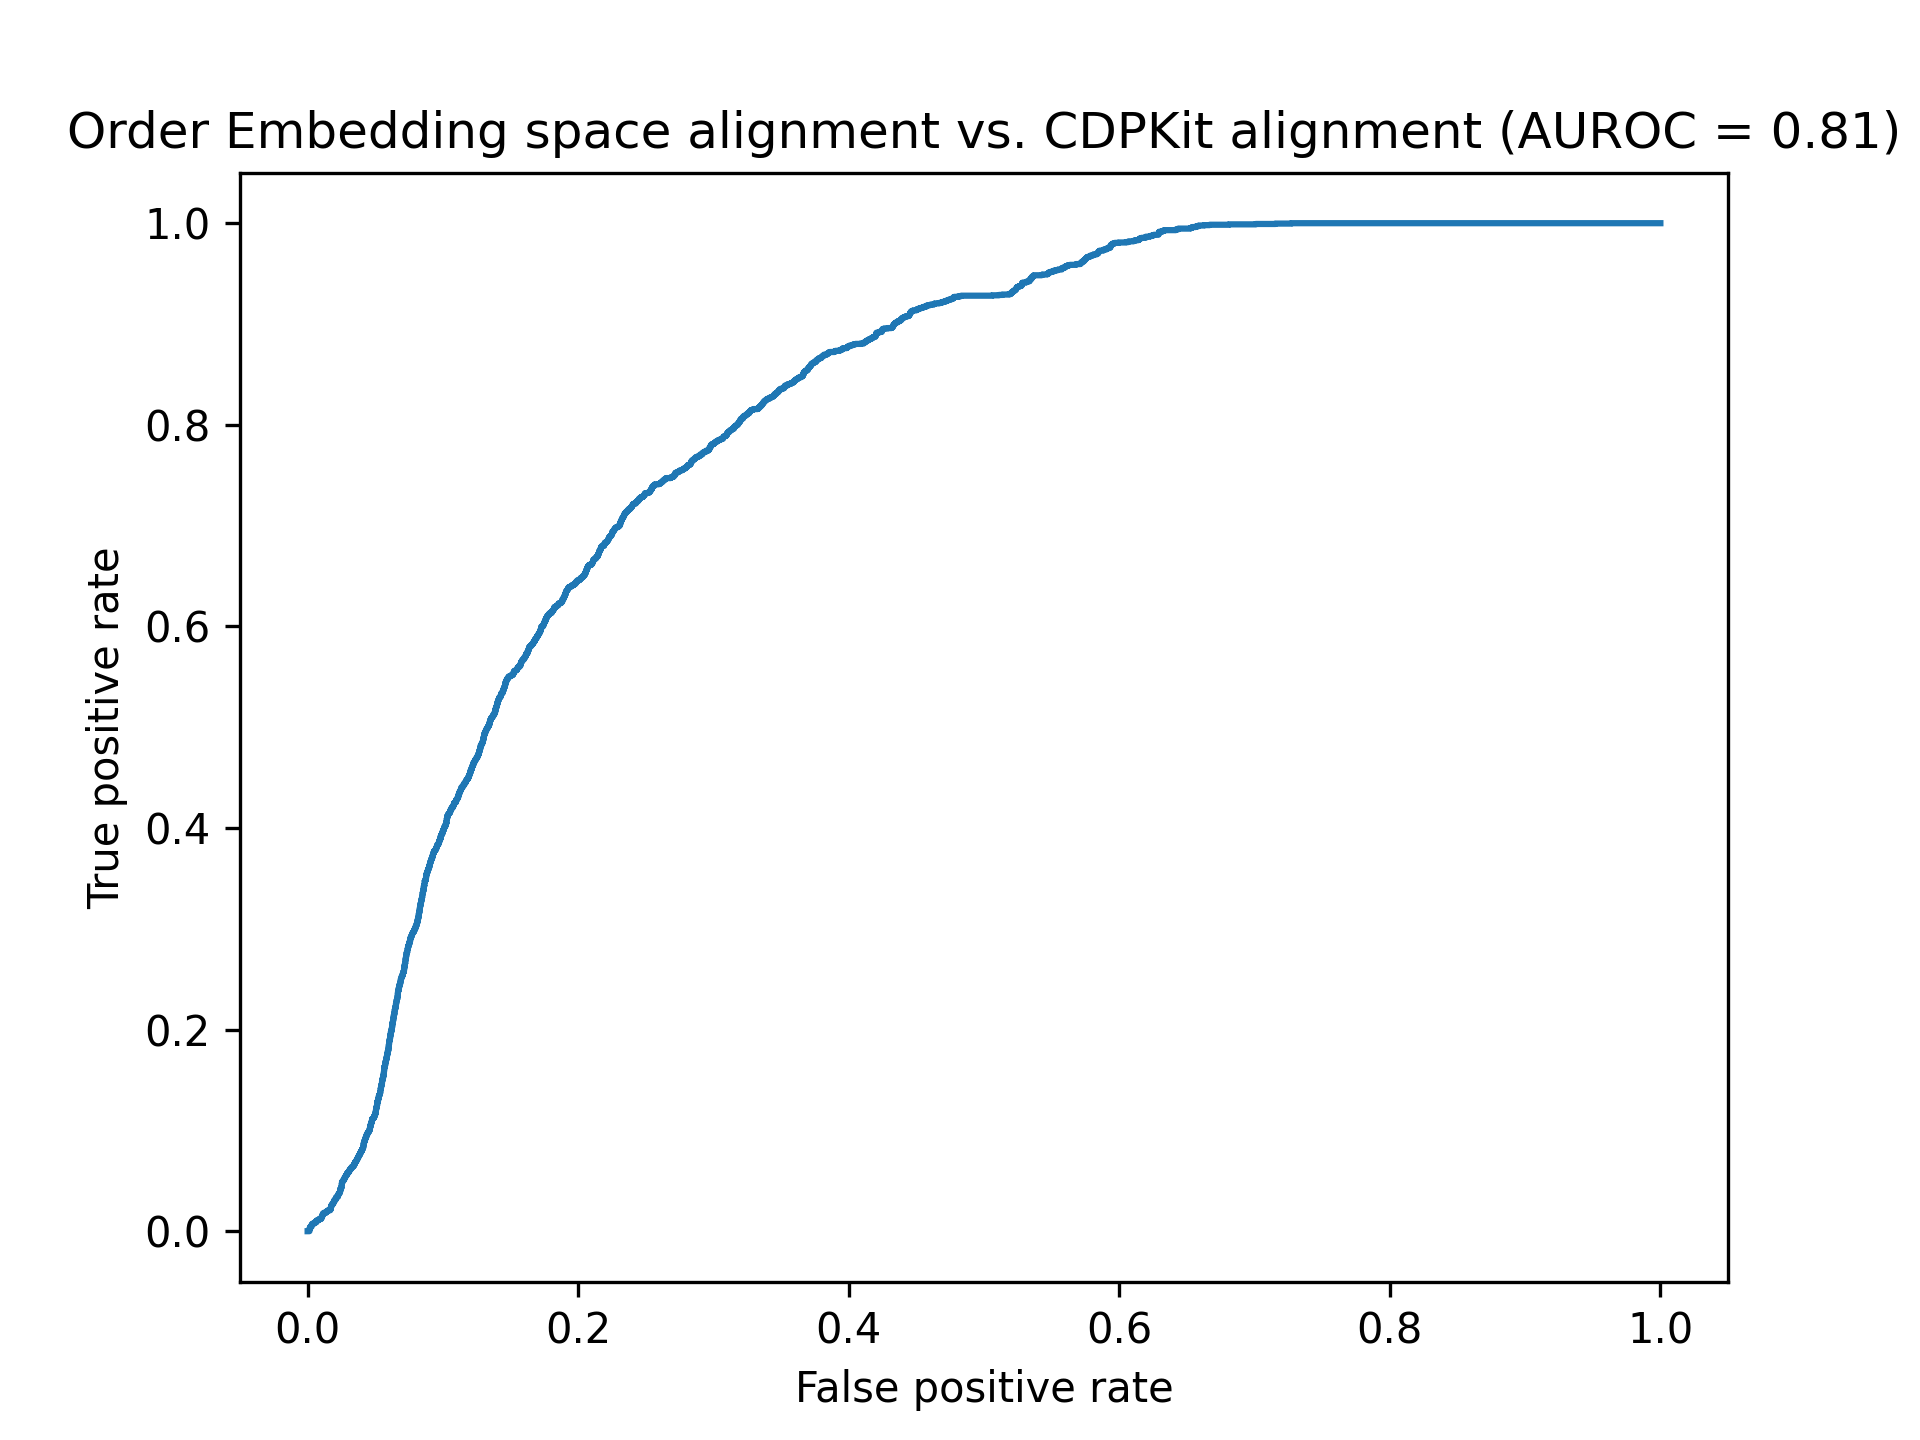 Order Embedding space alignment vs. CDPKit alignment (AUROC = 0.81)
1.0
0.8
0.6
0.4
0.2
0.0
True positive rate
0.0 0.2 0.4 0.6 0.8 1.0
False positive rate